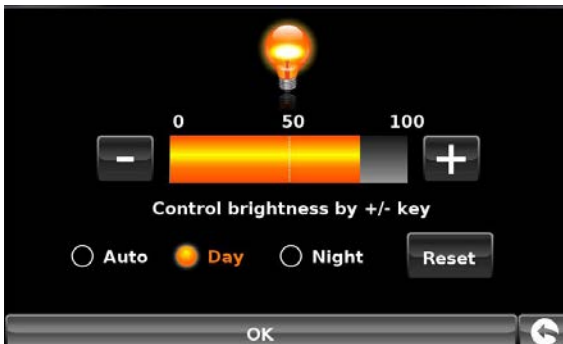 0 50 100
- +
Control brightness by +/- key
Auto Day Night Reset
OK